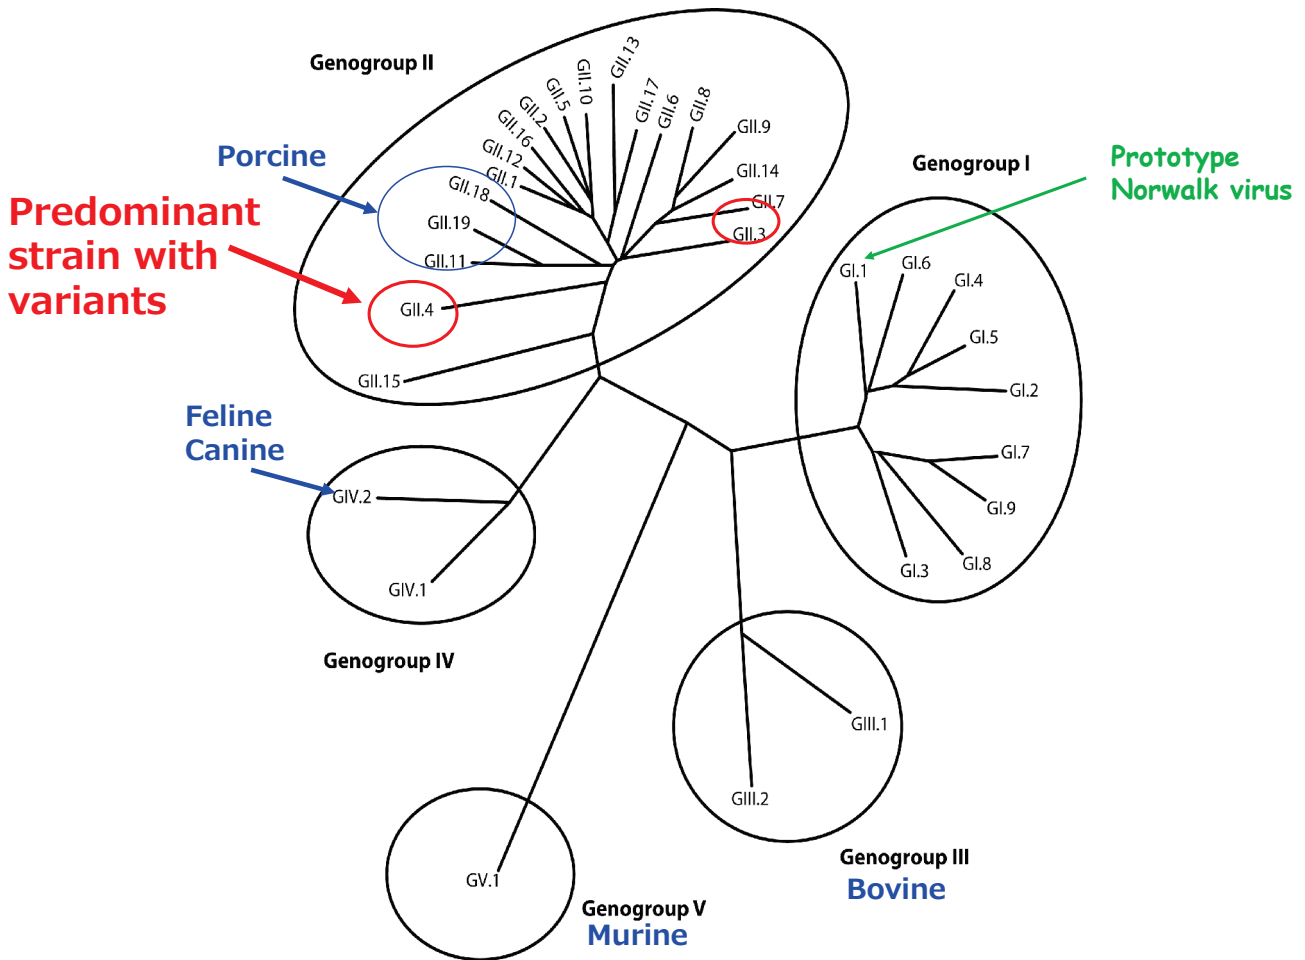 Genogroup II
GII.13
GII.10
GII.5
GII.2
GII.16
GII.12
GII.1
GII.18
GII.19
GII.11
GII.4
GII.15
GII.17
GII.6
GII.8
GII.9
GII.14
GII.7
GII.3
Porcine
Predominant
strain with
variants
Genogroup I
Prototype
Norwalk virus
GI.1
GI.6
GI.4
GI.5
GI.2
GI.7
GI.9
GI.8
GI.3
Feline
Canine
GIV.2
GIV.1
Genogroup IV
GIII.1
GIII.2
Genogroup III
Bovine
GV.1
Genogroup V
Murine